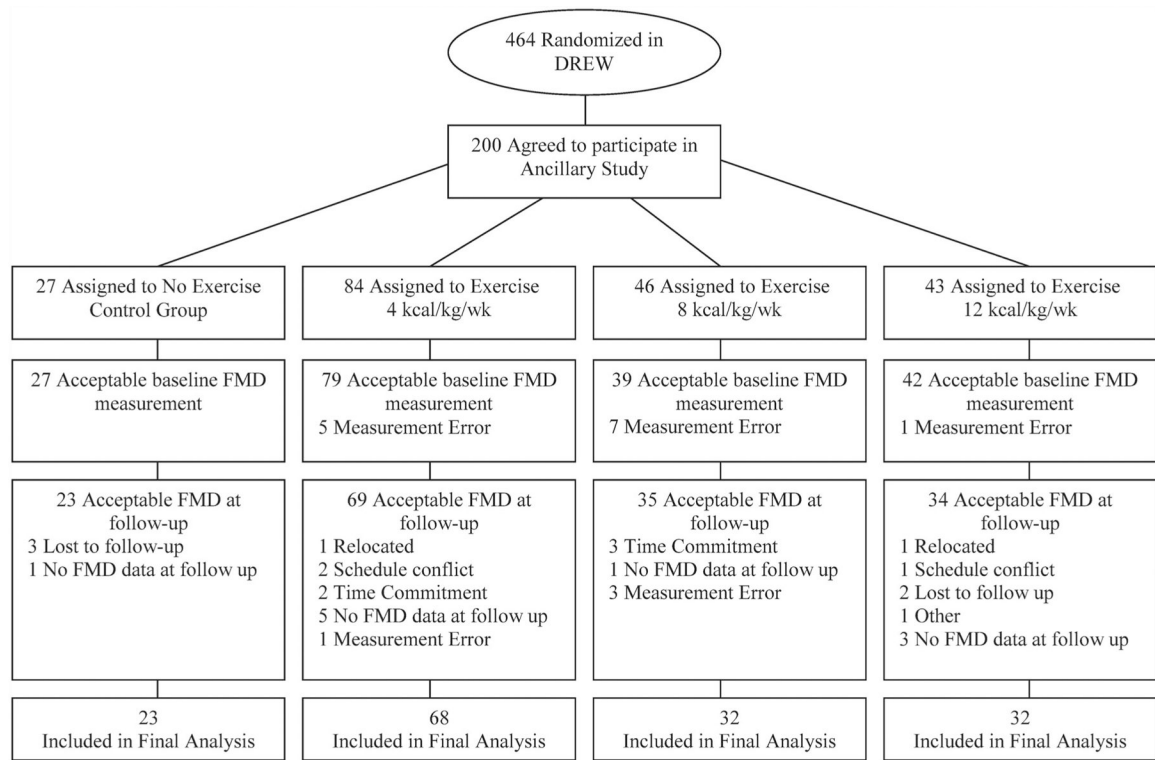 464 Randomized in
DREW
200 Agreed to participate in
Ancillary Study
27 Assigned to No Exercise
Control Group
84 Assigned to Exercise
4 kcal/kg/wk
46 Assigned to Exercise
8 kcal/kg/wk
43 Assigned to Exercise
12 kcal/kg/wk
27 Acceptable baseline FMD
measurement
79 Acceptable baseline FMD
measurement
5 Measurement Error
39 Acceptable baseline FMD
measurement
7 Measurement Error
42 Acceptable baseline FMD
measurement
1 Measurement Error
23 Acceptable FMD at
follow-up
3 Lost to follow-up
1 No FMD data at follow up
69 Acceptable FMD at
follow-up
1 Relocated
2 Schedule conflict
2 Time Commitment
5 No FMD data at follow up
1 Measurement Error
35 Acceptable FMD at
follow-up
3 Time Commitment
1 No FMD data at follow up
3 Measurement Error
34 Acceptable FMD at
follow-up
1 Relocated
1 Schedule conflict
2 Lost to follow up
1 Other
3 No FMD data at follow up
23
Included in Final Analysis
68
Included in Final Analysis
32
Included in Final Analysis
32
Included in Final Analysis